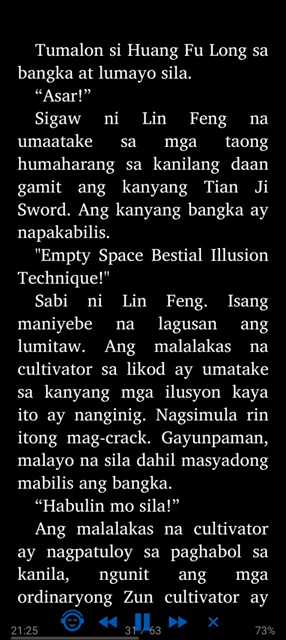 Tumalon si Huang Fu Long sa
bangka at lumayo sila.
“Asar!”
Sigaw ni Lin Feng na
umaatake sa mga taong
humaharang sa kanilang daan
gamit ang kanyang Tian Ji
Sword. Ang kanyang bangka ay
napakabilis.
"Empty Space Bestial Illusion
Technique!"
Sabi ni Lin Feng. Isang
maniyebe na lagusan ang
lumitaw. Ang malalakas na
cultivator sa likod ay umatake
sa kanyang mga ilusyon kaya
ito ay nanginig. Nagsimula rin
itong mag-crack. Gayunpaman,
malayo na sila dahil masyadong
mabilis ang bangka.
“Habulin mo sila!”
Ang malalakas na cultivator
ay nagpatuloy sa paghabol sa
kanila, ngunit ang mga
ordinaryong Zun cultivator ay
21:25 31 / 63 73%